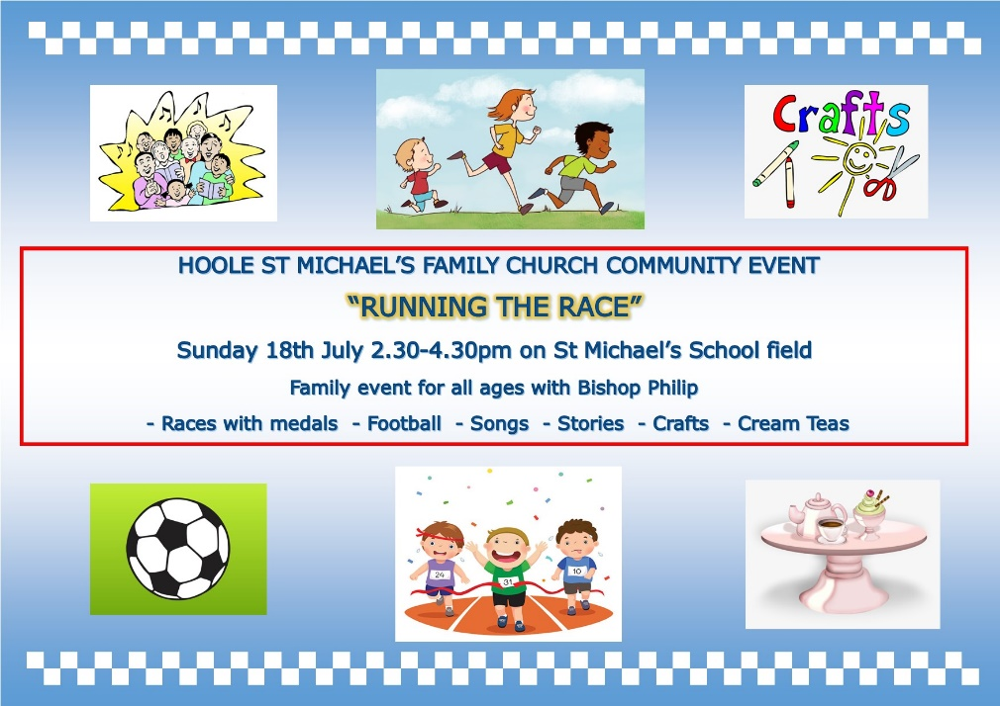 Crafts
HOOLE ST MICHAEL’S FAMILY CHURCH COMMUNITY EVENT
“RUNNING THE RACE”
Sunday 18th July 2.30-4.30pm on St Michael’s School field
Family event for all ages with Bishop Philip
- Races with medals - Football - Songs - Stories - Crafts - Cream Teas
24
31
10